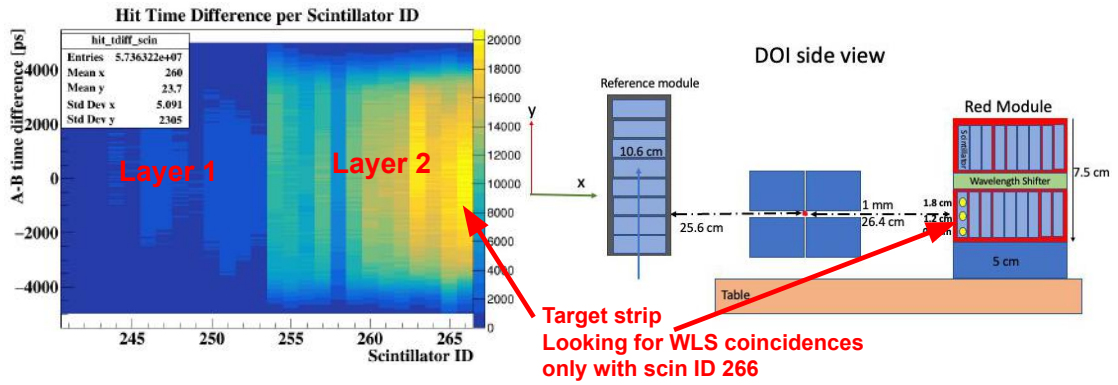 Hit Time Difference per Scintillator ID
A-B time difference [ps]
hit_tdiff_scin
Entries 5.736322e+07
Mean x 260
Mean y 23.7
Std Dev x 5.091
Std Dev y 2305
4000
2000
0
−2000
−4000
Layer 1
Layer 2
20000
18000
16000
14000
12000
10000
8000
6000
4000
2000
0
245
250
255
260
265
Scintillator ID
DOI side view
Reference module
Red Module
y
x
10.6 cm
Scintillator
Wavelength Shifter
7.5 cm
1 mm
25.6 cm
26.4 cm
1.8 cm
1.2 cm
5 cm
Table
Target strip
Looking for WLS coincidences
only with scin ID 266